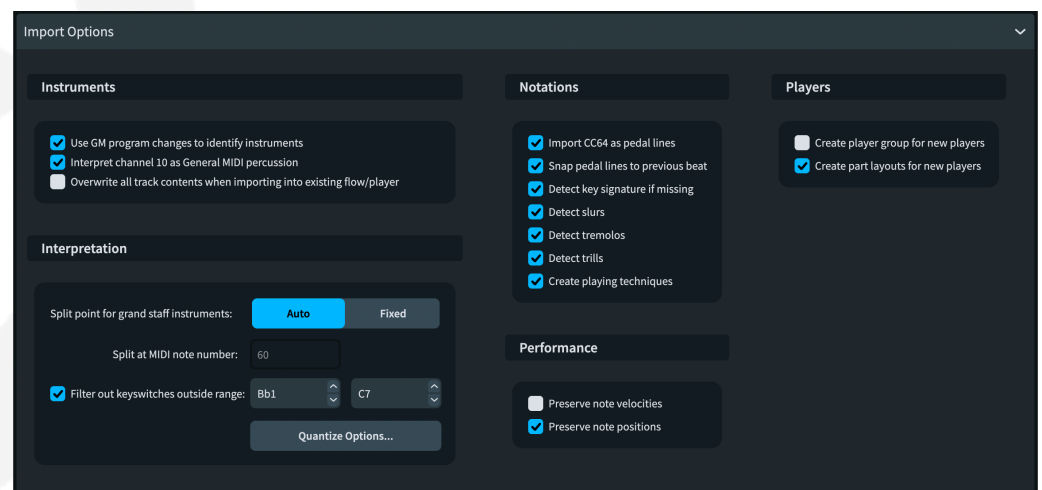 Import Options
Instruments
Use GM program changes to identify instruments
Interpret channel 10 as General MIDI percussion
Overwrite all track contents when importing into existing flow/player
Interpretation
Split point for grand staff instruments: Auto Fixed
Split at MIDI note number: 60
Filter out keyswitches outside range: Bb1 C7
Quantize Options...
Notations
Import CC64 as pedal lines
Snap pedal lines to previous beat
Detect key signature if missing
Detect slurs
Detect tremolos
Detect trills
Create playing techniques
Performance
Preserve note velocities
Preserve note positions
Players
Create player group for new players
Create part layouts for new players